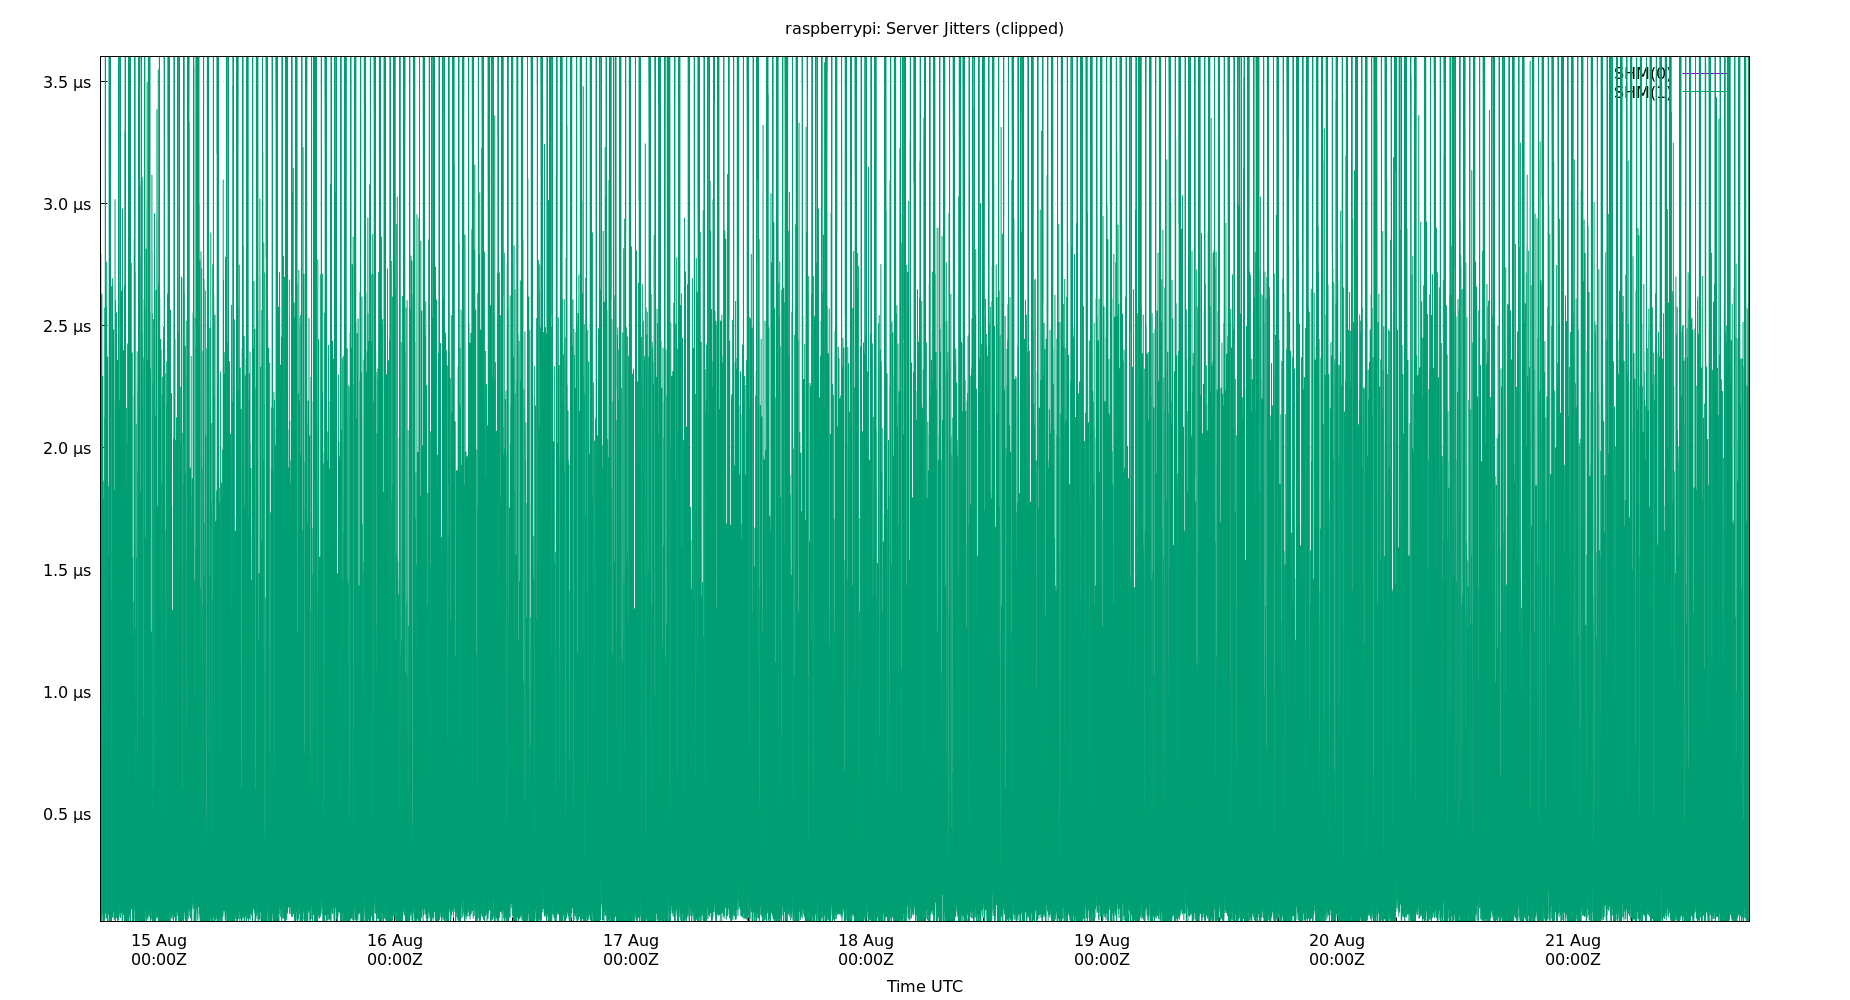 raspberrypi: Server Jitters (clipped)
SHM(0)
SHM(1)
3.5 µs
3.0 µs
2.5 µs
2.0 µs
1.5 µs
1.0 µs
0.5 µs
15 Aug
00:00Z
16 Aug
00:00Z
17 Aug
00:00Z
18 Aug
00:00Z
19 Aug
00:00Z
20 Aug
00:00Z
21 Aug
00:00Z
Time UTC